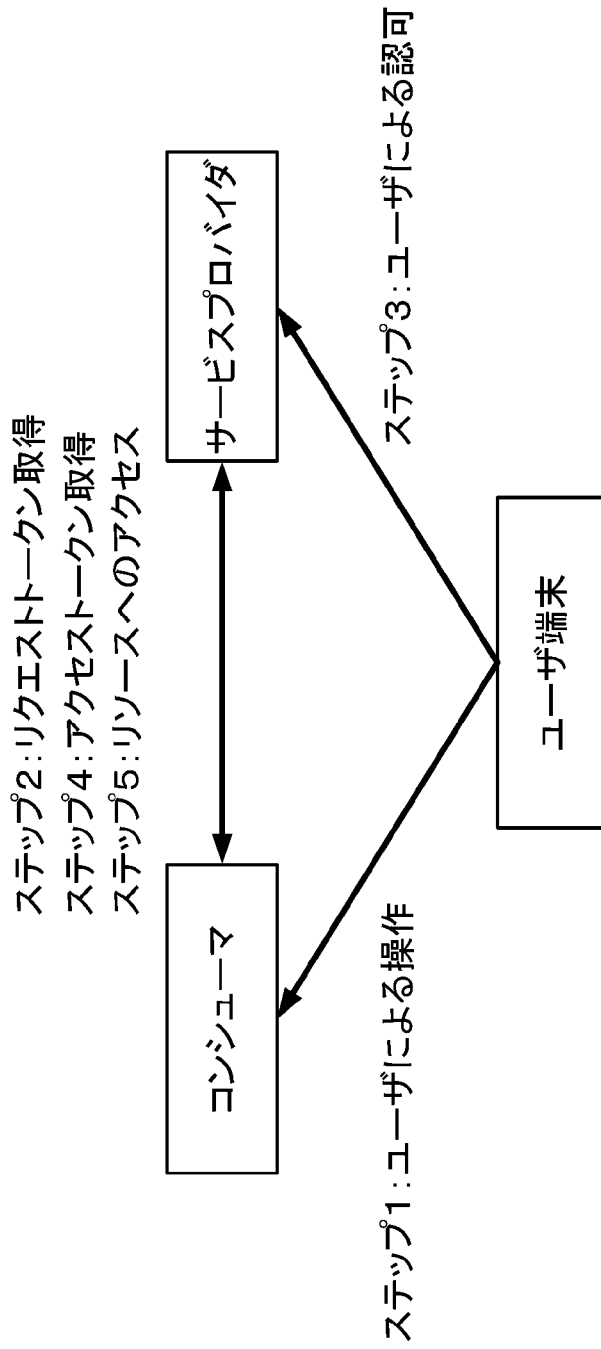 ステップ2:リクエストトークン取得
ステップ4:アクセストークン取得
ステップ5:リソースへのアクセス
コンシューマ
サービスプロバイダ
ステップ1:ユーザによる操作
ステップ3:ユーザによる認可
ユーザ端末